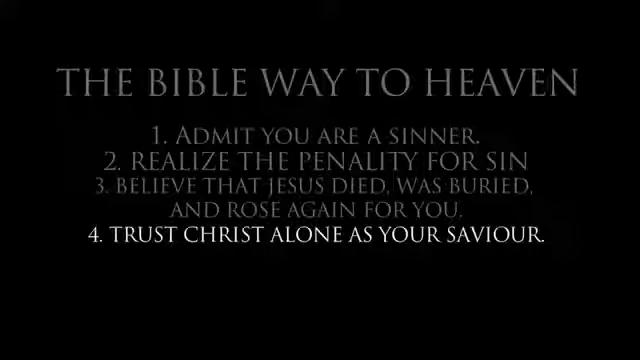 THE BIBLE WAY TO HEAVEN
1. ADMIT YOU ARE A SINNER.
2. REALIZE THE PENALITY FOR SIN
3. BELIEVE THAT JESUS DIED, WAS BURIED,
AND ROSE AGAIN FOR YOU.
4. TRUST CHRIST ALONE AS YOUR SAVIOUR.